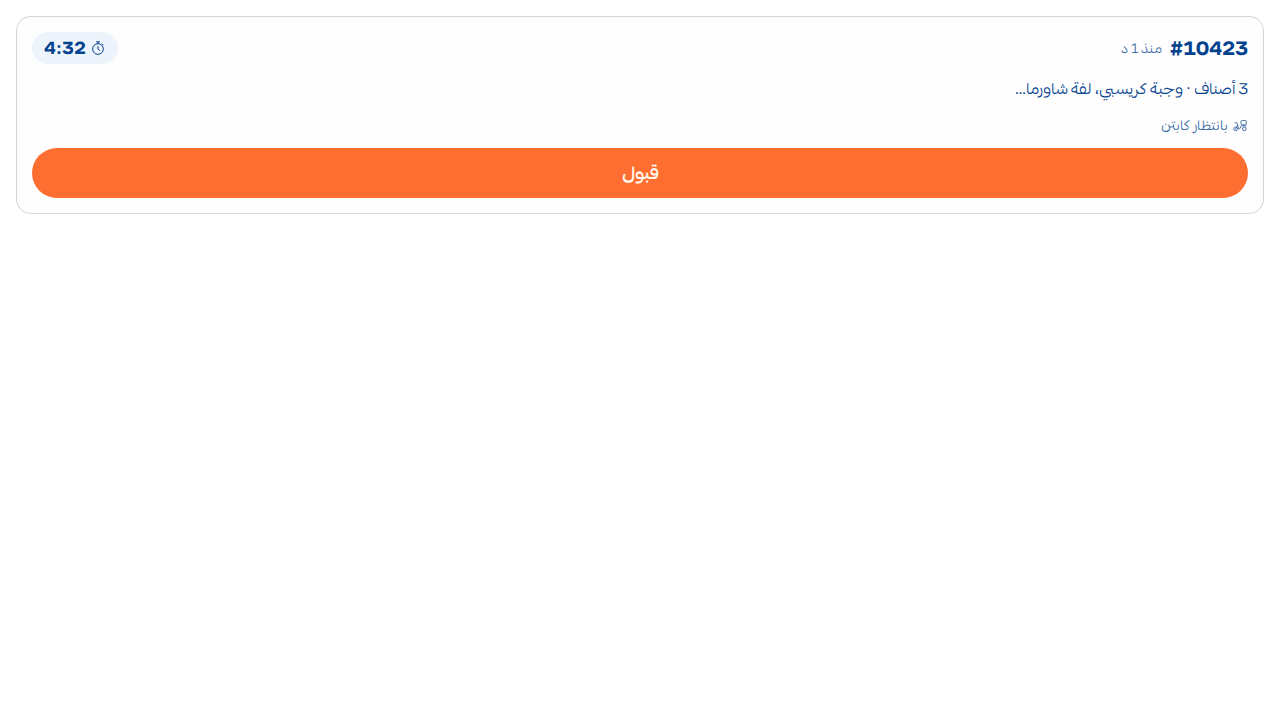 #10423 منذ 1 د 4:32
3 أصناف · وجبة كريسبي، لفة شاورما...
بانتظار كابتن
قبول